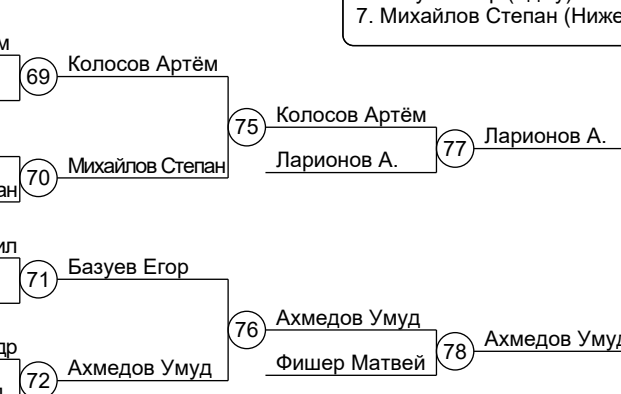 7. Михайлов Степан (Ниже
69 Колосов Артём
75 Колосов Артём
77 Ларионов А.
Ларионов А.
70 Михайлов Степан
71 Базуев Егор
76 Ахмедов Умуд
78 Ахмедов Умуд
Фишер Матвей
72 Ахмедов Умуд